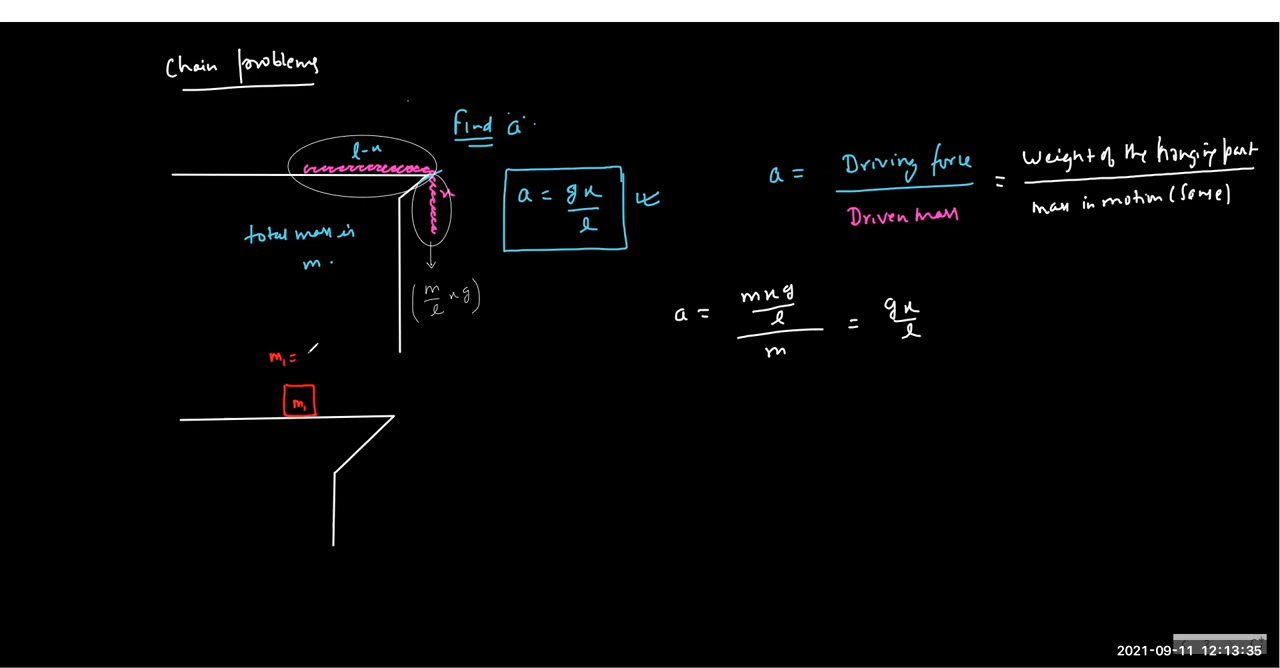 Chain problems
Find 'a'.
l-x
x
a = gx/l
total mass is
m.
(m/l xg)
a = Driving force / Driven mass = Weight of the hanging part / mass in motion (Same)
a = (mxg/l) / m = gx/l
m₁ =
m₁
2021-09-11 12:13:35